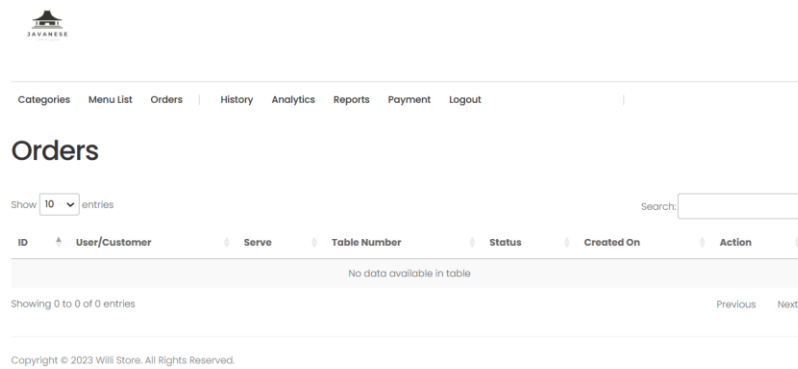 JAVANESE
Categories Menu List Orders History Analytics Reports Payment Logout
Orders
Show 10 entries Search:
ID User/Customer Serve Table Number Status Created On Action
No data available in table
Showing 0 to 0 of 0 entries Previous Next
Copyright © 2023 Willi Store. All Rights Reserved.